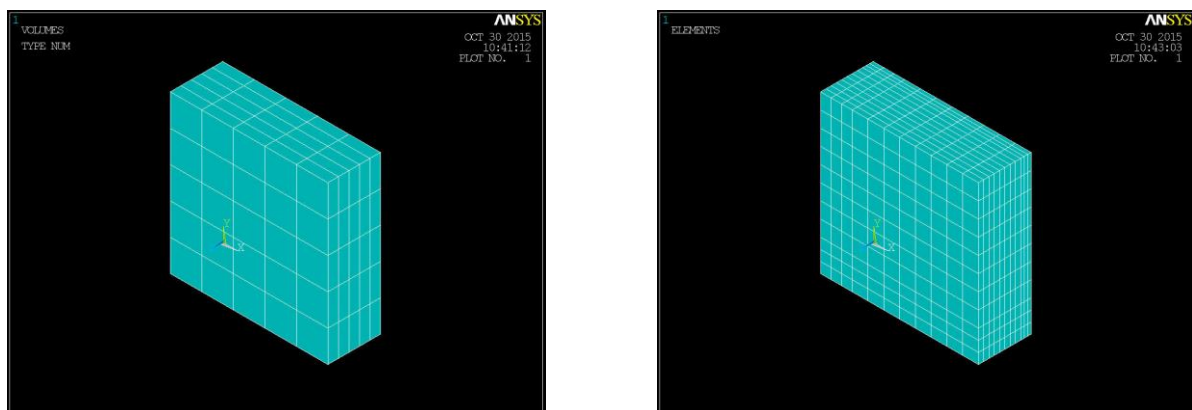 1
ANSYS
VOLUMES
TYPE NUM
OCT 30 2015
10:41:12
PLOT NO. 1
Y
X
1
ANSYS
ELEMENTS
OCT 30 2015
10:43:03
PLOT NO. 1
Y
X